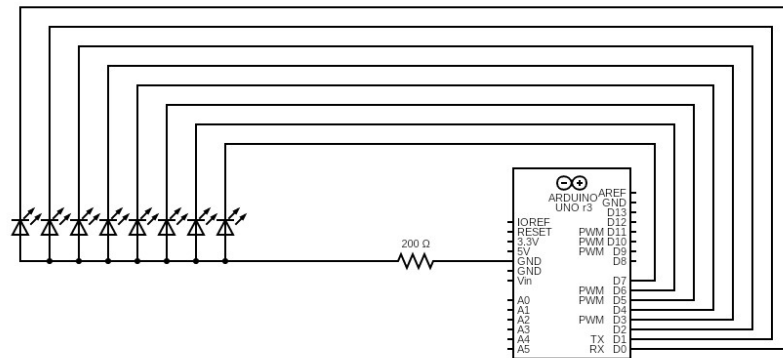 200 Ω
ARDUINO
UNO r3
IOREF
RESET
3.3V
5V
GND
GND
Vin
A0
A1
A2
A3
A4
A5
AREF
GND
D13
D12
PWM D11
PWM D10
PWM D9
D8
D7
PWM D6
PWM D5
D4
PWM D3
D2
TX D1
RX D0